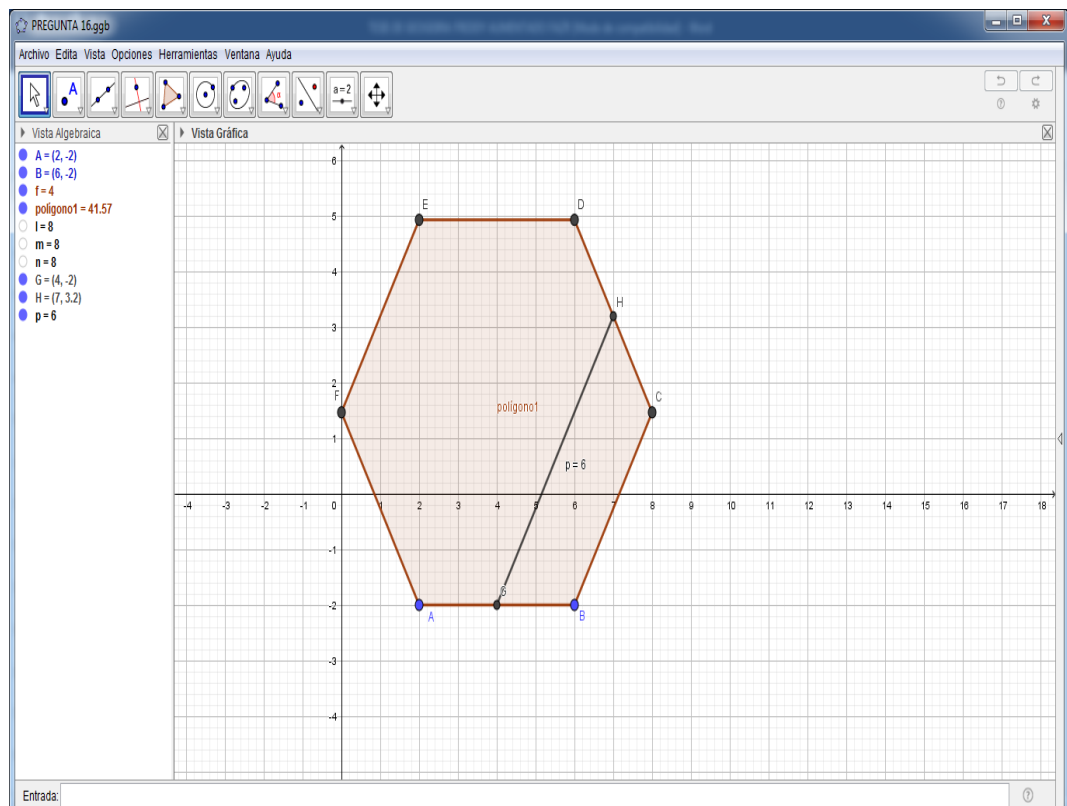 PREGUNTA 16.ggb
Archivo Edita Vista Opciones Herramientas Ventana Ayuda
A
α
a = 2
Vista Algebraica
Vista Gráfica
A = (2, -2)
B = (6, -2)
f = 4
polígono1 = 41.57
l = 8
m = 8
n = 8
G = (4, -2)
H = (7, 3.2)
p = 6
6
E
D
5
4
H
3
2
F
C
polígono1
1
p = 6
-4 -3 -2 -1 0 1 2 3 4 5 6 7 8 9 10 11 12 13 14 15 16 17 18
-1
G
-2
A
B
-3
-4
Entrada: